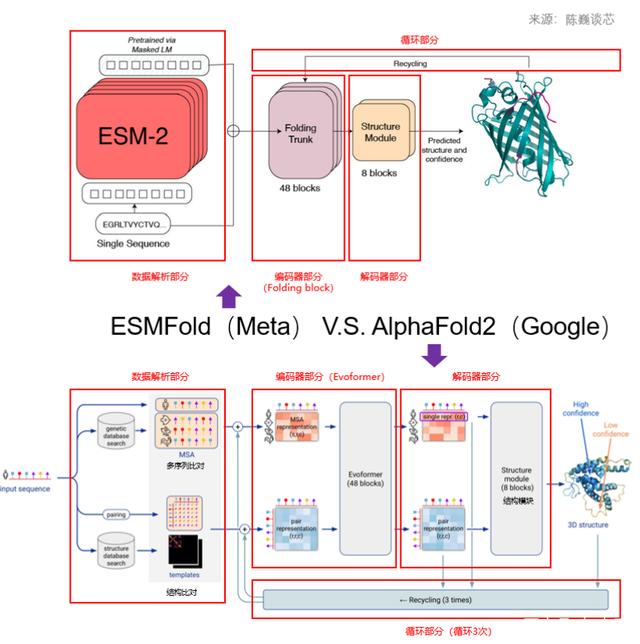 来源：陈巍谈芯
Pretrained via
Masked LM
循环部分
Recycling
ESM-2
Folding
Trunk
Structure
Module
48 blocks
8 blocks
Predicted
structure and
confidence
EGRLTVYCTVQ...
Single Sequence
数据解析部分
编码器部分
（Folding block）
解码器部分
ESMFold（Meta） V.S. AlphaFold2（Google）
数据解析部分
编码器部分（Evoformer）
解码器部分
genetic
database
search
MSA
多序列比对
MSA
representation
(s,r,c)
single repr. (r,c)
High
confidence
Low
confidence
input sequence
Evoformer
(48 blocks)
Structure
module
(8 blocks)
结构模块
pairing
structure
database
search
templates
结构比对
pair
representation
(r,r,c)
pair
representation
(r,r,c)
3D structure
← Recycling (3 times)
循环部分（循环3次）